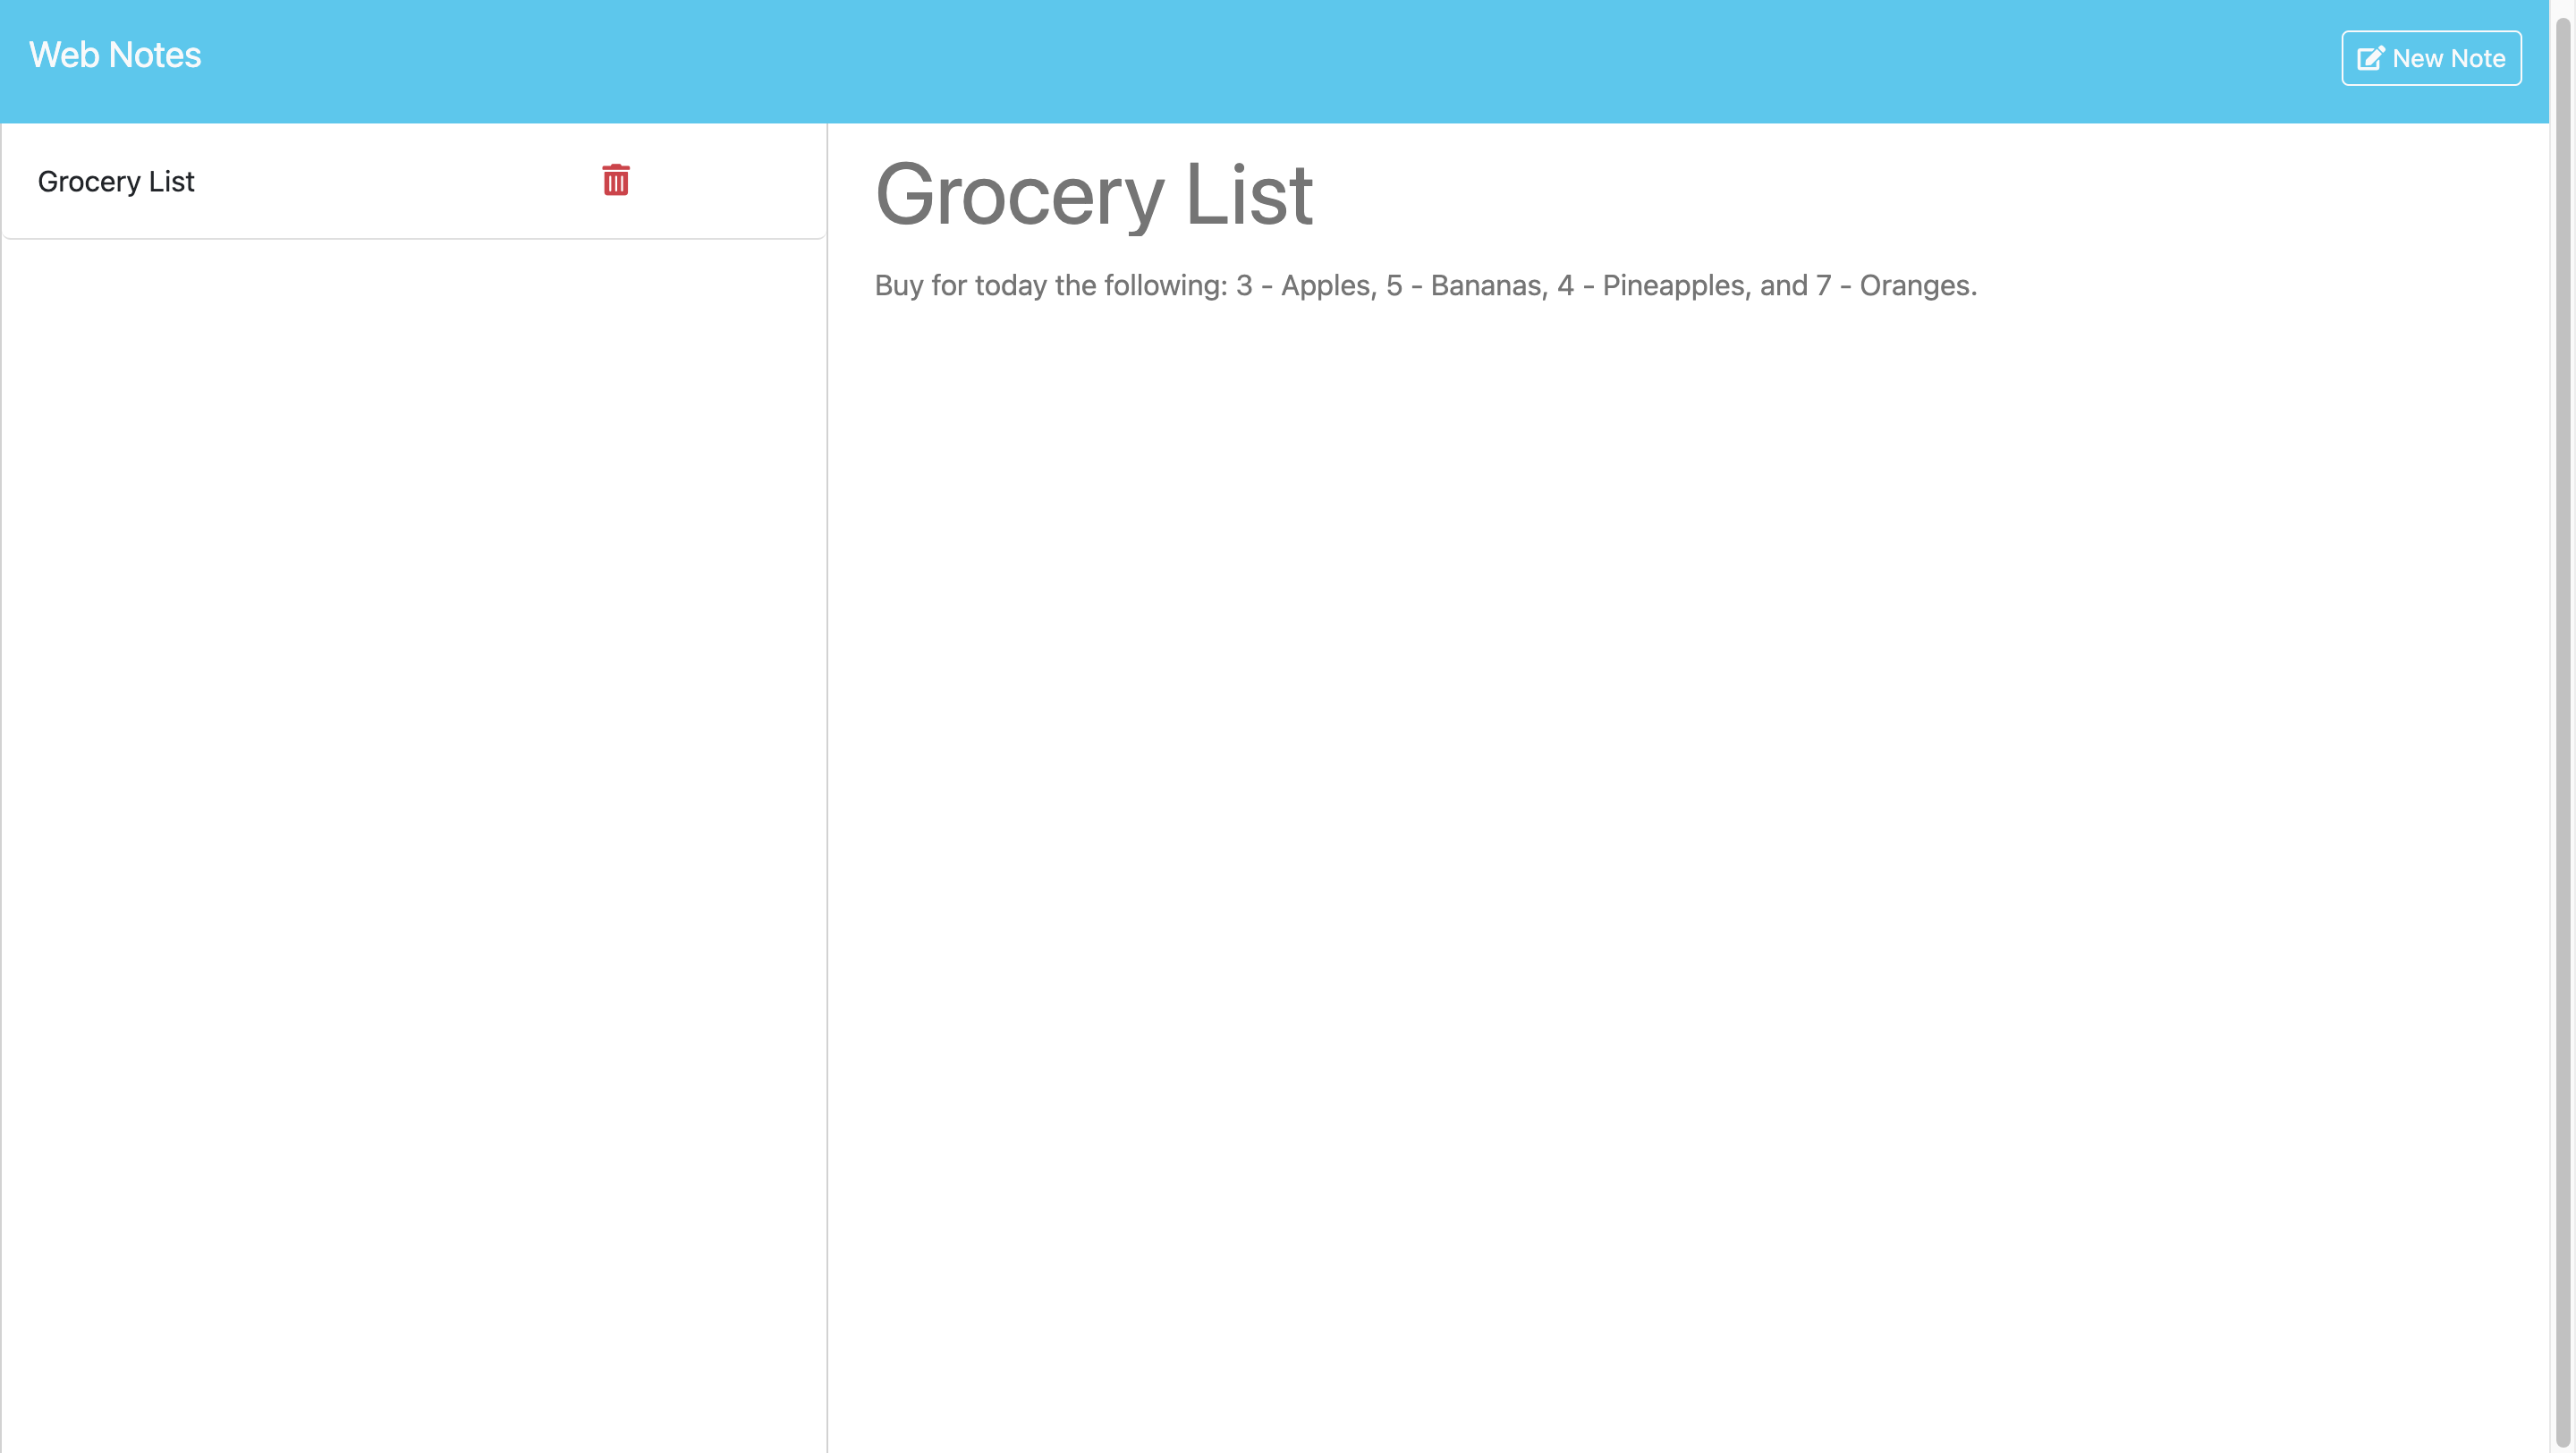 Web Notes
New Note
Grocery List
Grocery List
Buy for today the following: 3 - Apples, 5 - Bananas, 4 - Pineapples, and 7 - Oranges.